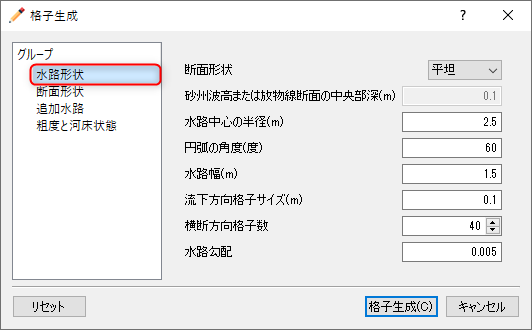 格子生成
グループ
水路形状
断面形状
追加水路
粗度と河床状態
断面形状 平坦
砂州波高または放物線断面の中央部深(m) 0.1
水路中心の半径(m) 2.5
円弧の角度(度) 60
水路幅(m) 1.5
流下方向格子サイズ(m) 0.1
横断方向格子数 40
水路勾配 0.005
リセット 格子生成(C) キャンセル